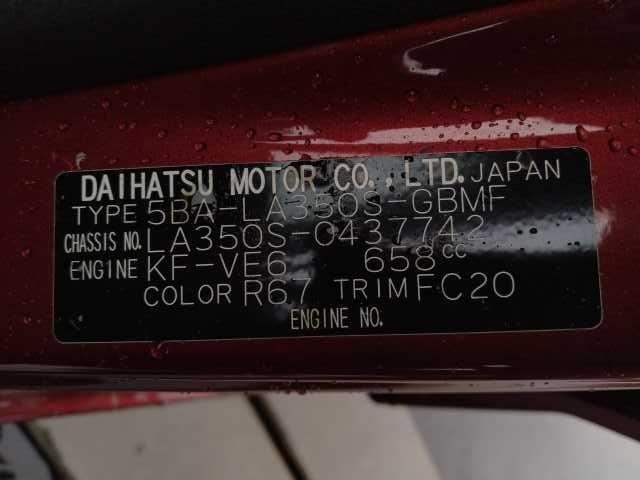 DAIHATSU MOTOR CO., LTD. JAPAN
TYPE 5BA-LA350S-GBMF
CHASSIS NO. LA350S-0437742
ENGINE KF-VE6 658cc
COLOR R67 TRIM FC20
ENGINE NO.